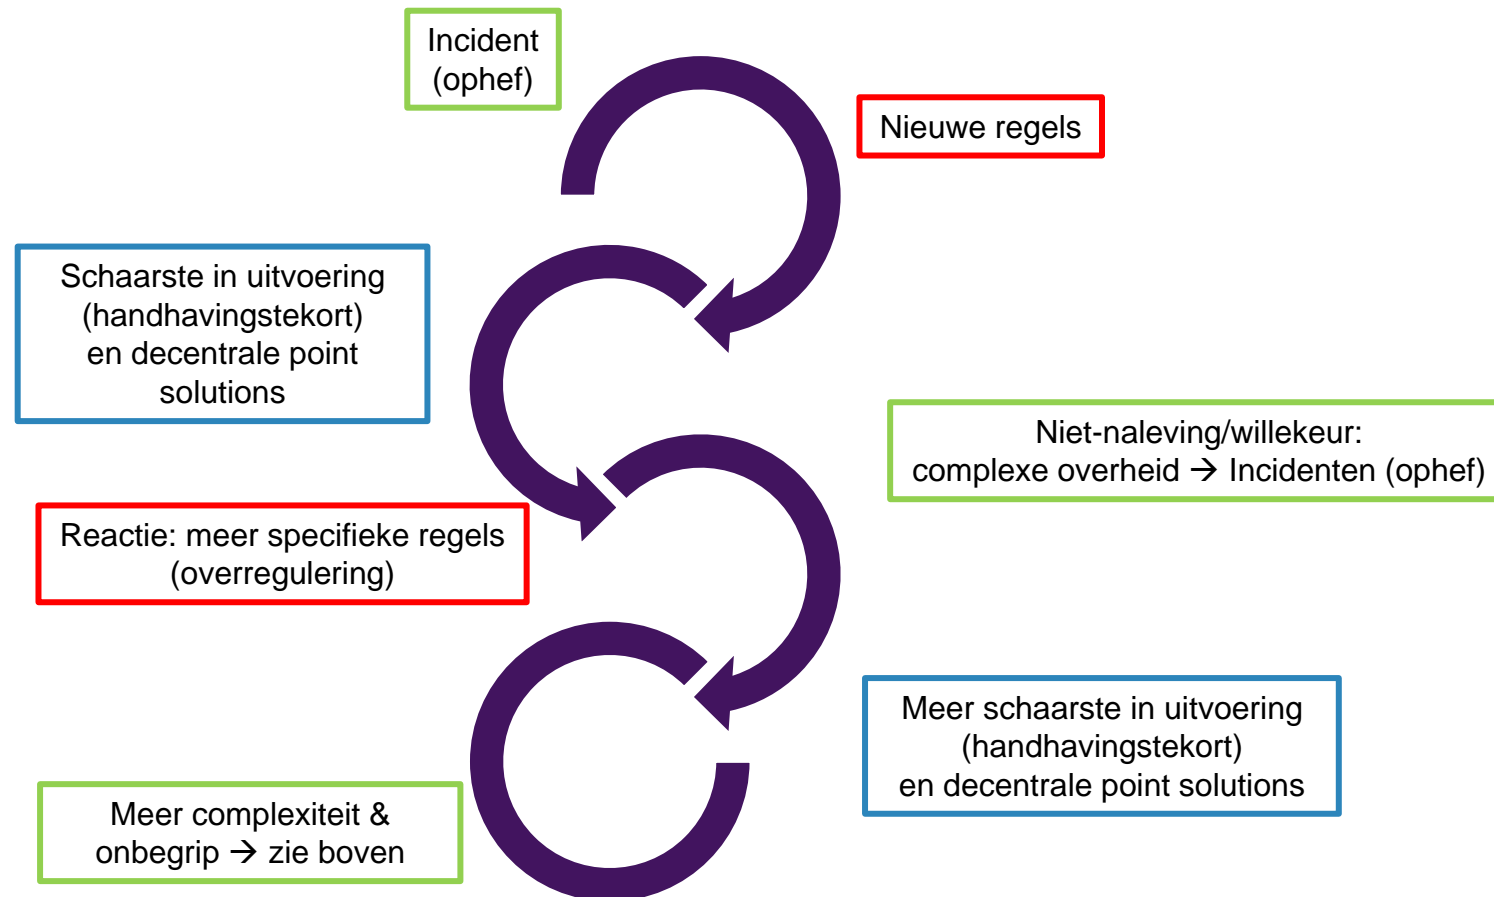 Incident
(ophef)
Nieuwe regels
Schaarste in uitvoering
(handhavingstekort)
en decentrale point
solutions
Niet-naleving/willekeur:
complexe overheid → Incidenten (ophef)
Reactie: meer specifieke regels
(overregulering)
Meer schaarste in uitvoering
(handhavingstekort)
en decentrale point solutions
Meer complexiteit &
onbegrip → zie boven